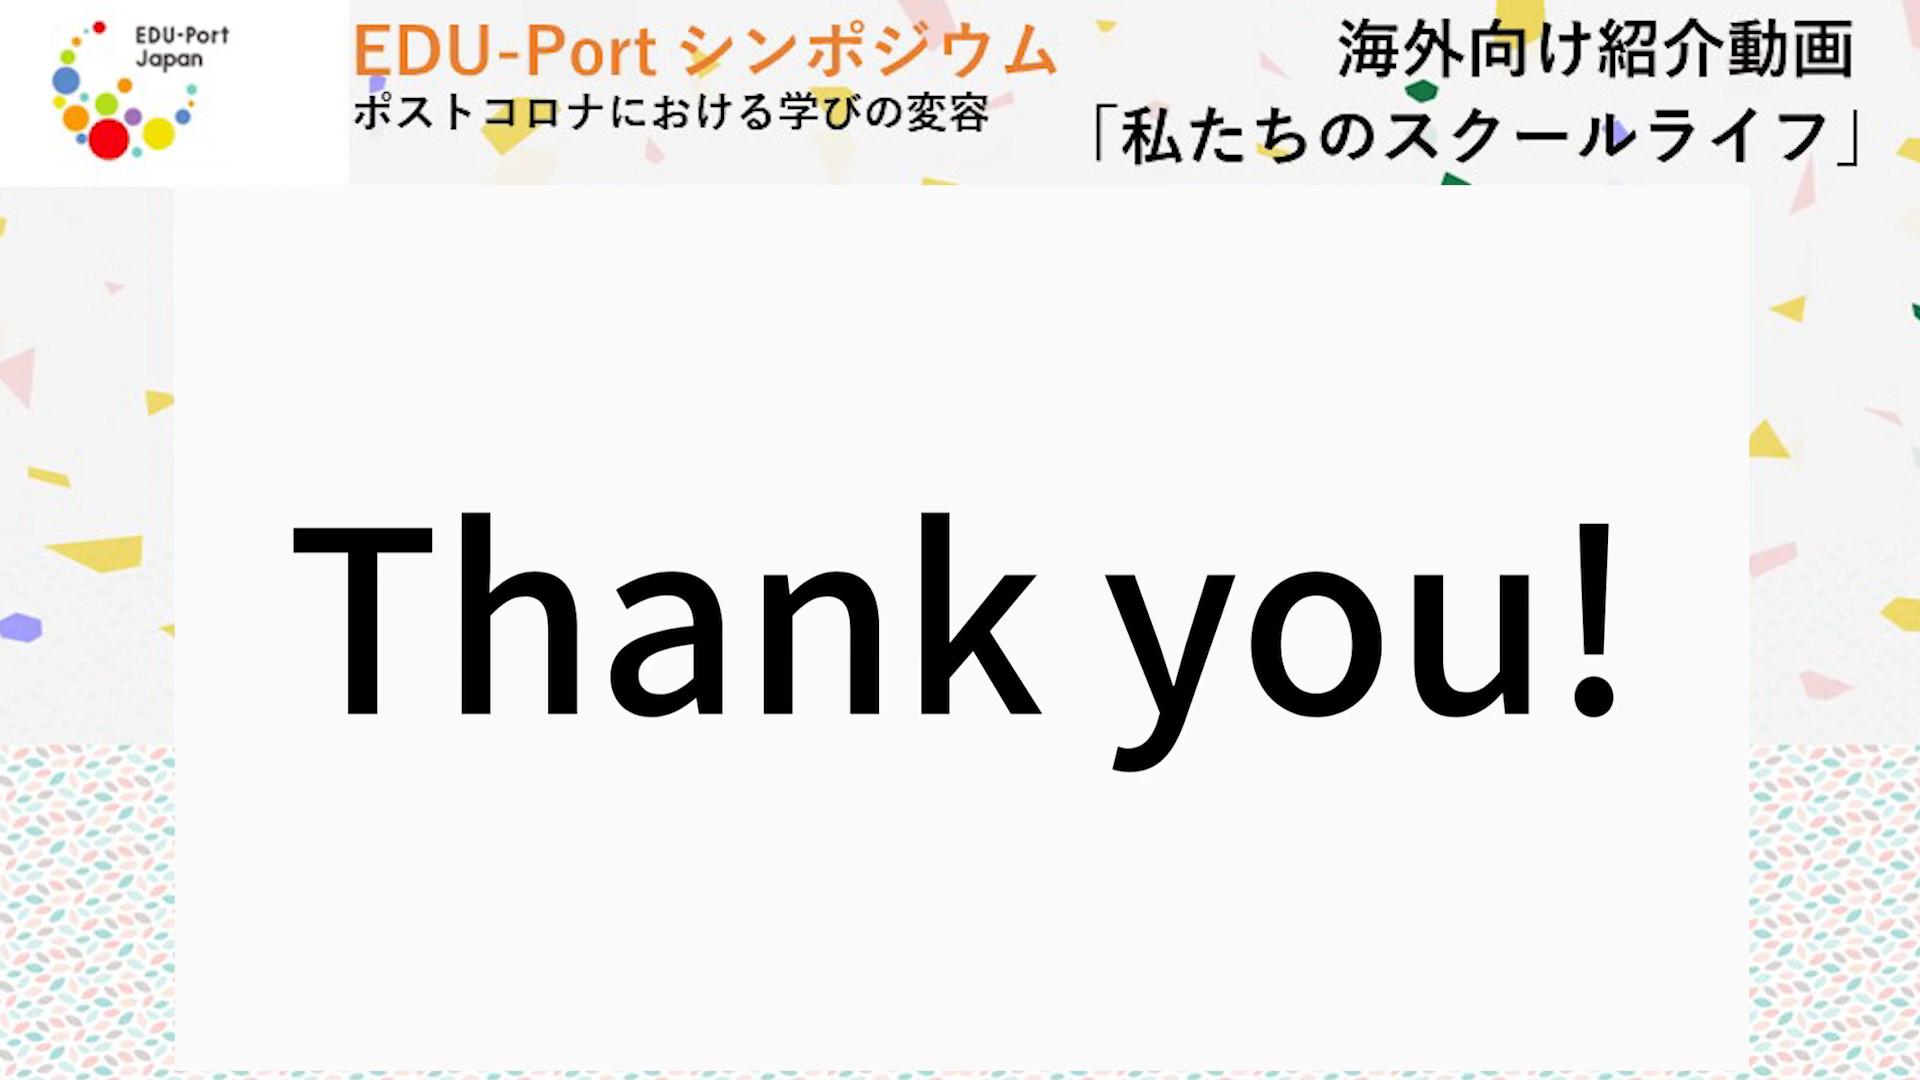 EDU-Port
Japan
EDU-Port シンポジウム
ポストコロナにおける学びの変容
海外向け紹介動画
「私たちのスクールライフ」
Thank you!